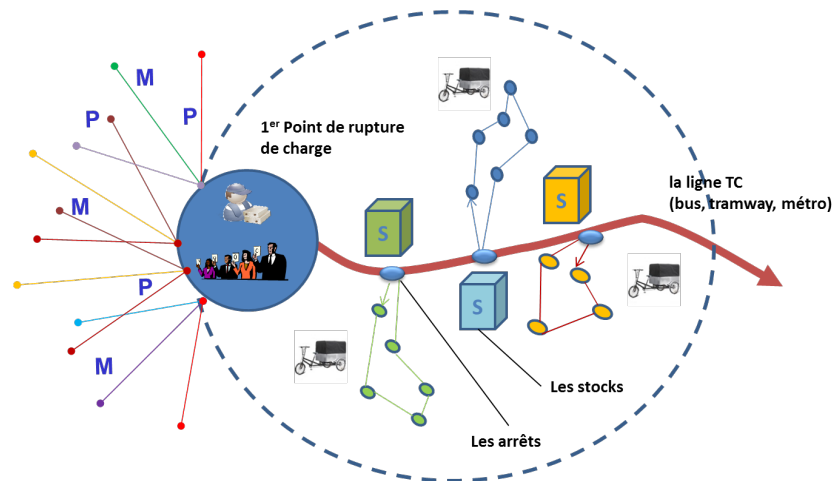 M
P
P
1er Point de rupture
de charge
M
P
M
S
S
S
la ligne TC
(bus, tramway, métro)
Les stocks
Les arrêts